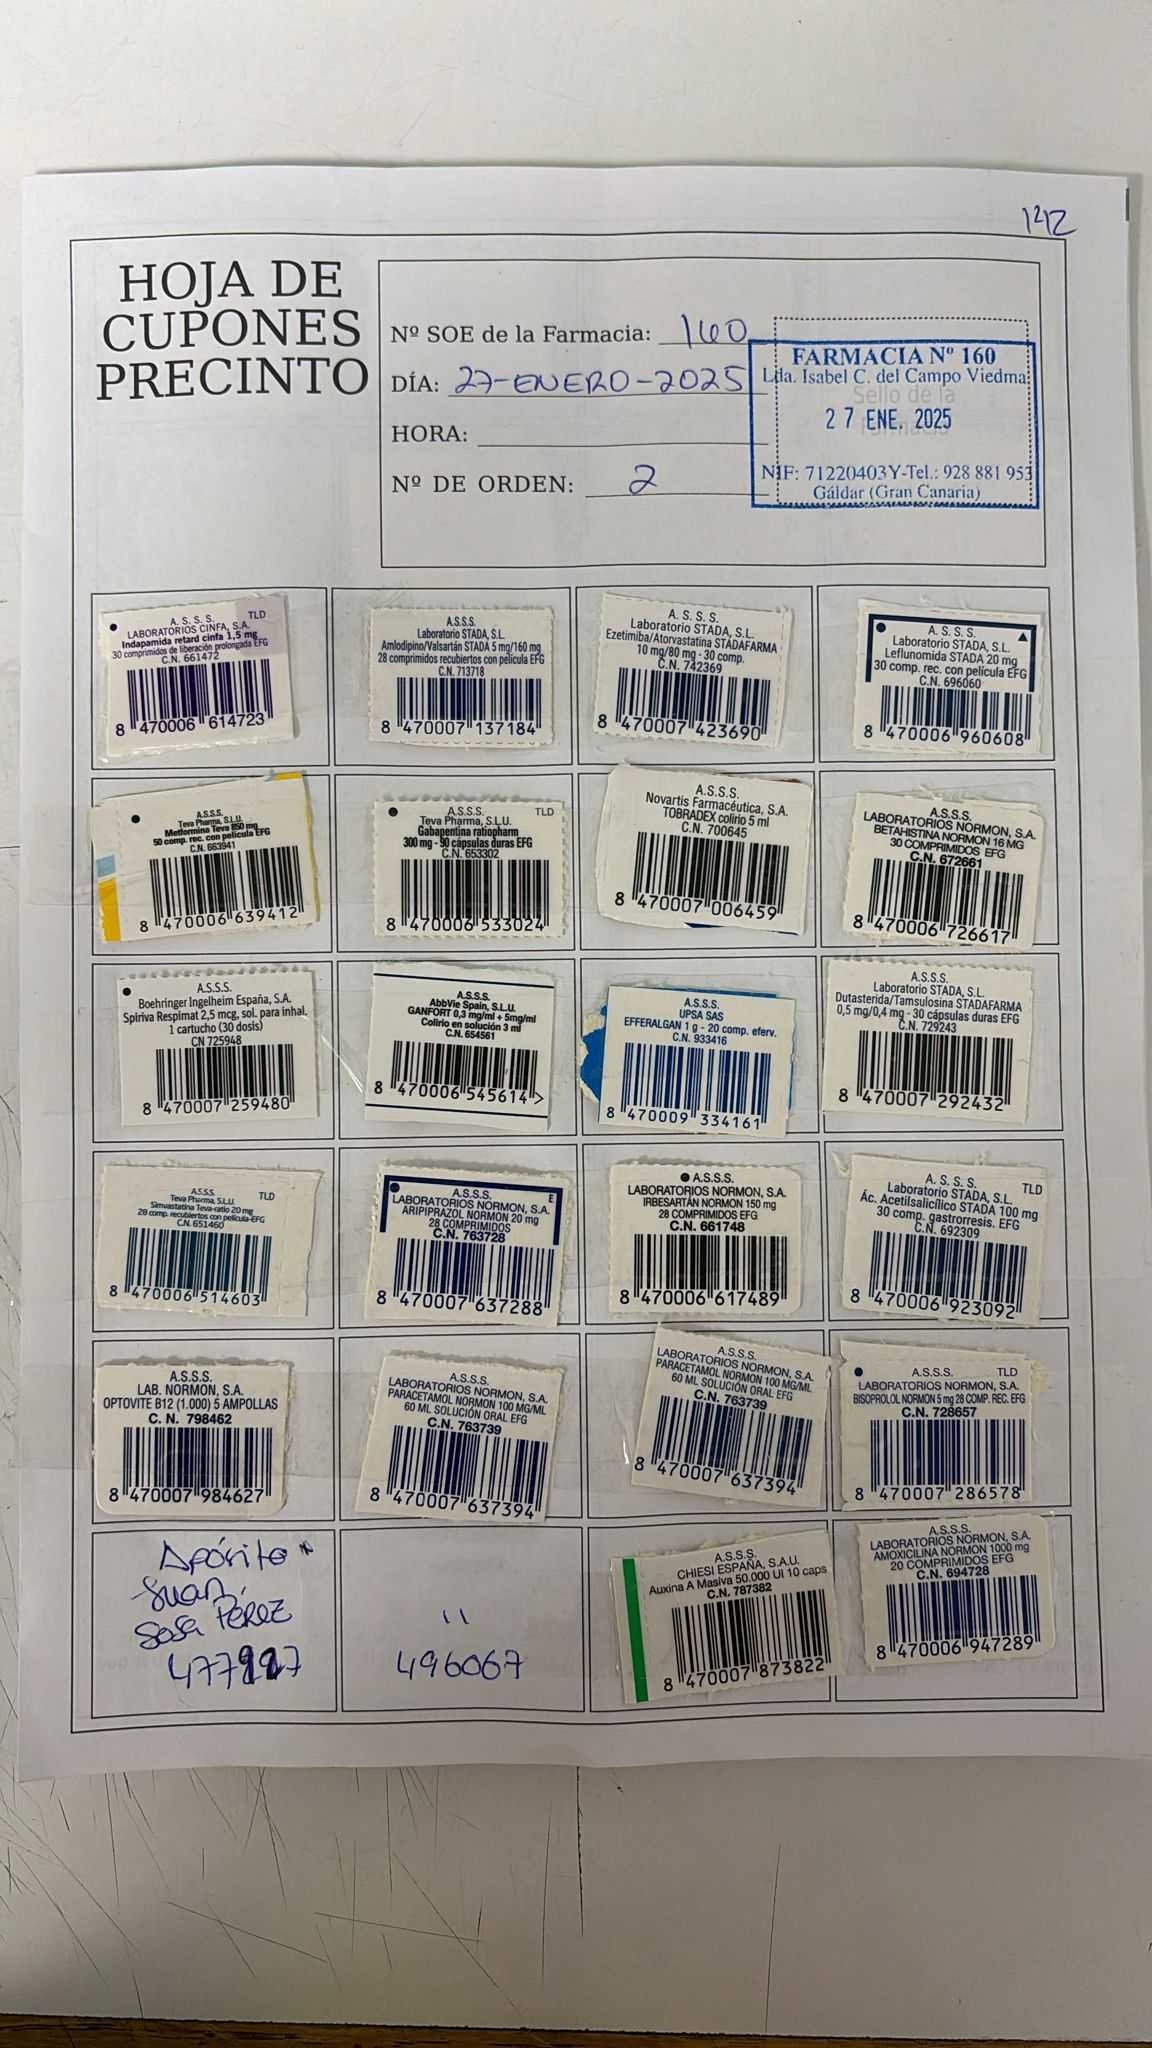 1212
HOJA DE
CUPONES
PRECINTO
Nº SOE de la Farmacia: 160
DÍA: 27-ENERO-2025
HORA:
Nº DE ORDEN: 2
Sello de la
Farmacia
FARMACIA Nº 160
Lda. Isabel C. del Campo Viedma
27 ENE. 2025
NIF: 71220403Y-Tel.: 928 881 953
Gáldar (Gran Canaria)
A. S. S. S. TLD
LABORATORIOS CINFA, S.A.
Indapamida retard cinfa 1,5 mg
30 comprimidos de liberación prolongada EFG
C.N. 661472
8 470006 614723
A.S.S.S.
Laboratorio STADA, S.L.
Amlodipino/Valsartán STADA 5 mg/160 mg
28 comprimidos recubiertos con película EFG
C.N. 713718
8 470007 137184
A. S. S. S.
Laboratorio STADA, S.L.
Ezetimiba/Atorvastatina STADAFARMA
10 mg/80 mg - 30 comp.
C.N. 742369
8 470007 423690
A. S. S. S.
Laboratorio STADA, S.L.
Leflunomida STADA 20 mg
30 comp. rec. con película EFG
C.N. 696060
8 470006 960608
A.S.S.S.
Teva Pharma, S.L.U.
Metformina Teva 850 mg
50 comp. rec. con película EFG
C.N. 663941
8 470006 639412
A.S.S.S. TLD
Teva Pharma, S.L.U.
Gabapentina ratiopharm
300 mg - 90 cápsulas duras EFG
C.N. 653302
8 470006 533024
A.S.S.S.
Novartis Farmacéutica, S.A.
TOBRADEX colirio 5 ml
C.N. 700645
8 470007 006459
A.S.S.S.
LABORATORIOS NORMON, S.A.
BETAHISTINA NORMON 16 MG
30 COMPRIMIDOS EFG
C.N. 672661
8 470006 726617
A.S.S.S.
Boehringer Ingelheim España, S.A.
Spiriva Respimat 2,5 mcg, sol. para inhal.
1 cartucho (30 dosis)
CN 725948
8 470007 259480
A.S.S.S.
AbbVie Spain, S.L.U.
GANFORT 0,3 mg/ml + 5mg/ml
Colirio en solución 3 ml
C.N. 654561
8 470006 545614 >
A.S.S.S.
UPSA SAS
EFFERALGAN 1 g - 20 comp. eferv.
C.N. 933416
8 470009 334161
A.S.S.S.
Laboratorio STADA, S.L.
Dutasterida/Tamsulosina STADAFARMA
0,5 mg/0,4 mg - 30 cápsulas duras EFG
C.N. 729243
8 470007 292432
A.S.S.S. TLD
Teva Pharma, S.L.U.
Simvastatina Teva-ratio 20 mg
28 comp. recubiertos con película-EFG
C.N. 651460
8 470006 514603
A.S.S.S. E
LABORATORIOS NORMON, S.A.
ARIPIPRAZOL NORMON 20 mg
28 COMPRIMIDOS
C.N. 763728
8 470007 637288
A.S.S.S.
LABORATORIOS NORMON, S.A.
IRBESARTÁN NORMON 150 mg
28 COMPRIMIDOS EFG
C.N. 661748
8 470006 617489
A. S. S. S. TLD
Laboratorio STADA, S.L.
Ác. Acetilsalicílico STADA 100 mg
30 comp. gastrorresis. EFG
C.N. 692309
8 470006 923092
A.S.S.S.
LAB. NORMON, S.A.
OPTOVITE B12 (1.000) 5 AMPOLLAS
C. N. 798462
8 470007 984627
A.S.S.S.
LABORATORIOS NORMON, S.A.
PARACETAMOL NORMON 100 MG/ML
60 ML SOLUCIÓN ORAL EFG
C.N. 763739
8 470007 637394
A.S.S.S.
LABORATORIOS NORMON, S.A.
PARACETAMOL NORMON 100 MG/ML
60 ML SOLUCIÓN ORAL EFG
C.N. 763739
8 470007 637394
A.S.S.S. TLD
LABORATORIOS NORMON, S.A.
BISOPROLOL NORMON 5 mg 28 COMP. REC. EFG
C.N. 728657
8 470007 286578
Apósito
Juan
Sosa PÉREZ
"
496067
A.S.S.S.
CHIESI ESPAÑA, S.A.U.
Auxina A Masiva 50.000 UI 10 caps
C.N. 787382
8 470007 873822
A.S.S.S.
LABORATORIOS NORMON, S.A.
AMOXICILINA NORMON 1000 mg
20 COMPRIMIDOS EFG
C.N. 694728
8 470006 947289